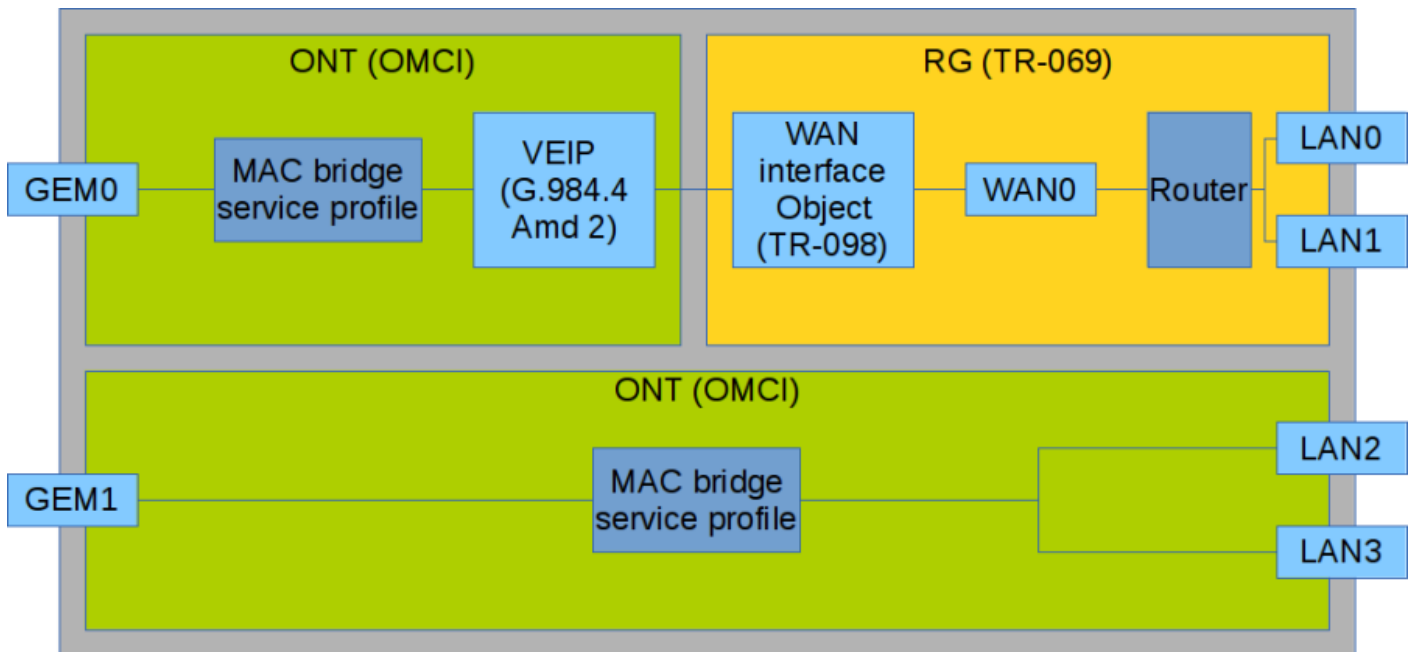 ONT (OMCI)
RG (TR-069)
GEM0
MAC bridge
service profile
VEIP
(G.984.4
Amd 2)
WAN
interface
Object
(TR-098)
WAN0
Router
LAN0
LAN1
ONT (OMCI)
GEM1
MAC bridge
service profile
LAN2
LAN3